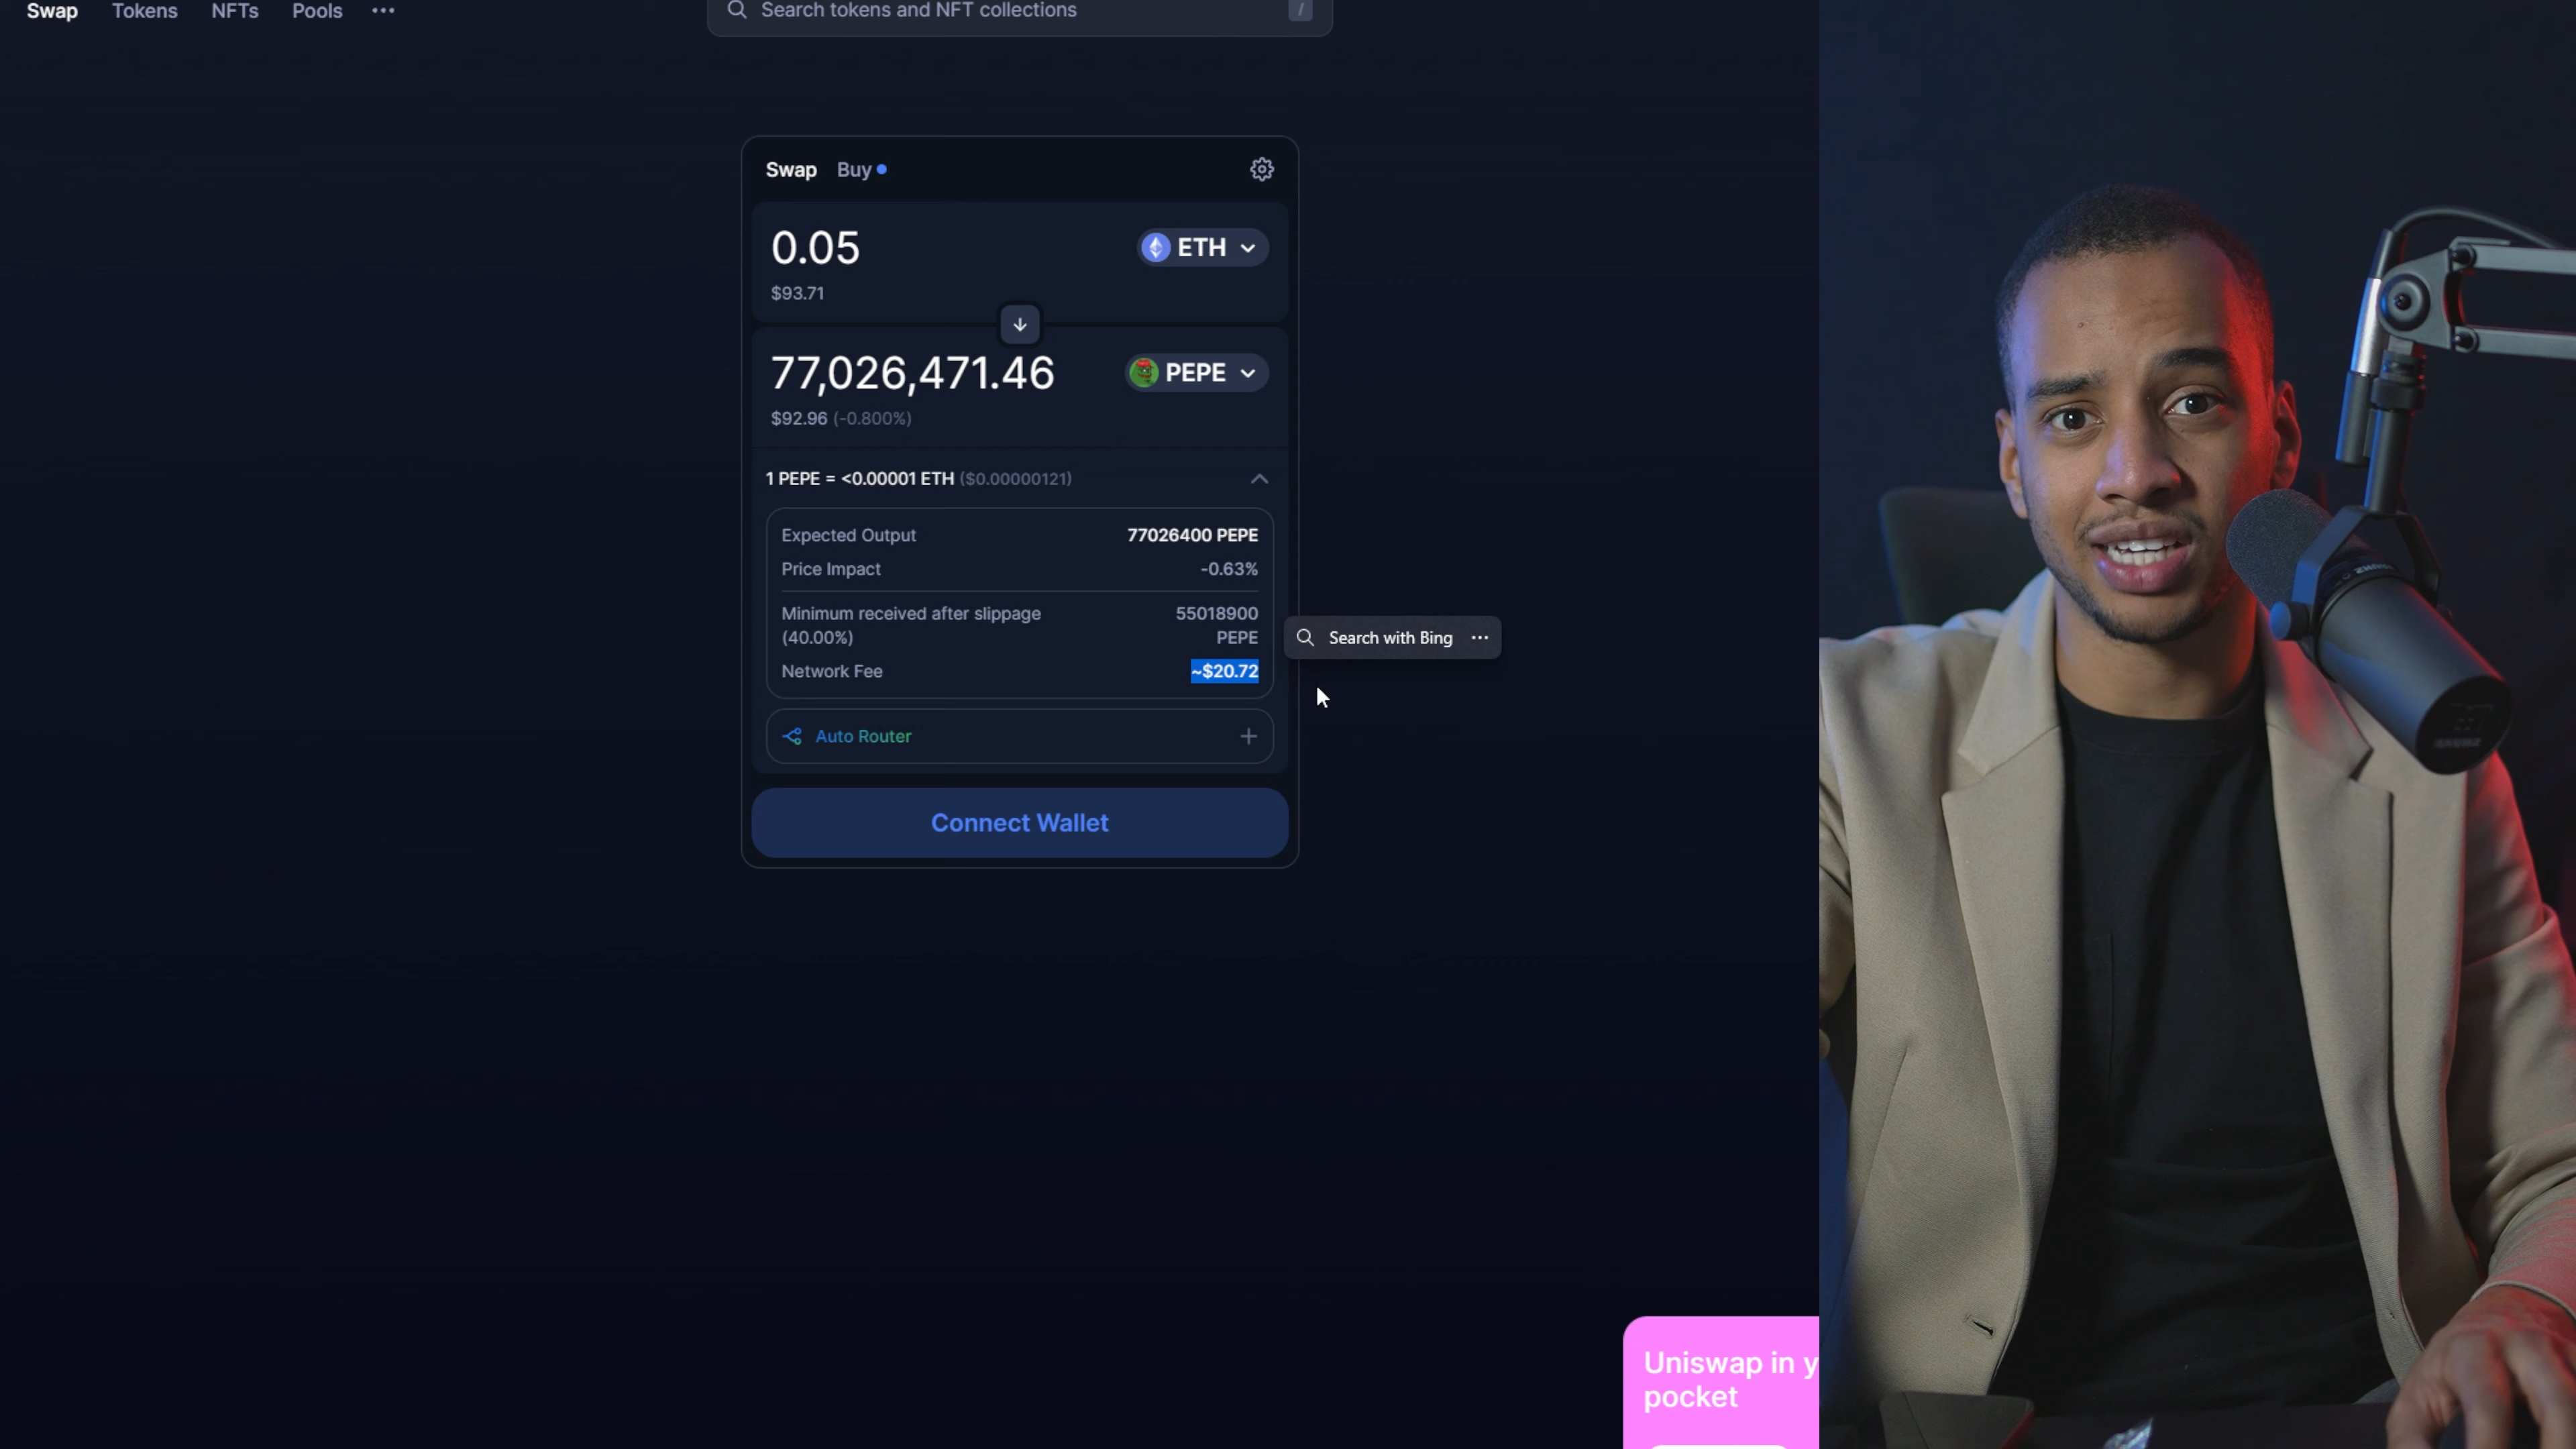 Swap Tokens NFTs Pools
Search tokens and NFT collections /
Swap Buy
0.05 ETH
$93.71
77,026,471.46 PEPE
$92.96 (-0.800%)
1 PEPE = <0.00001 ETH ($0.00000121)
Expected Output 77026400 PEPE
Price Impact -0.63%
Minimum received after slippage 55018900
(40.00%) PEPE
Search with Bing
Network Fee ~$20.72
Auto Router
Connect Wallet
Uniswap in y
pocket